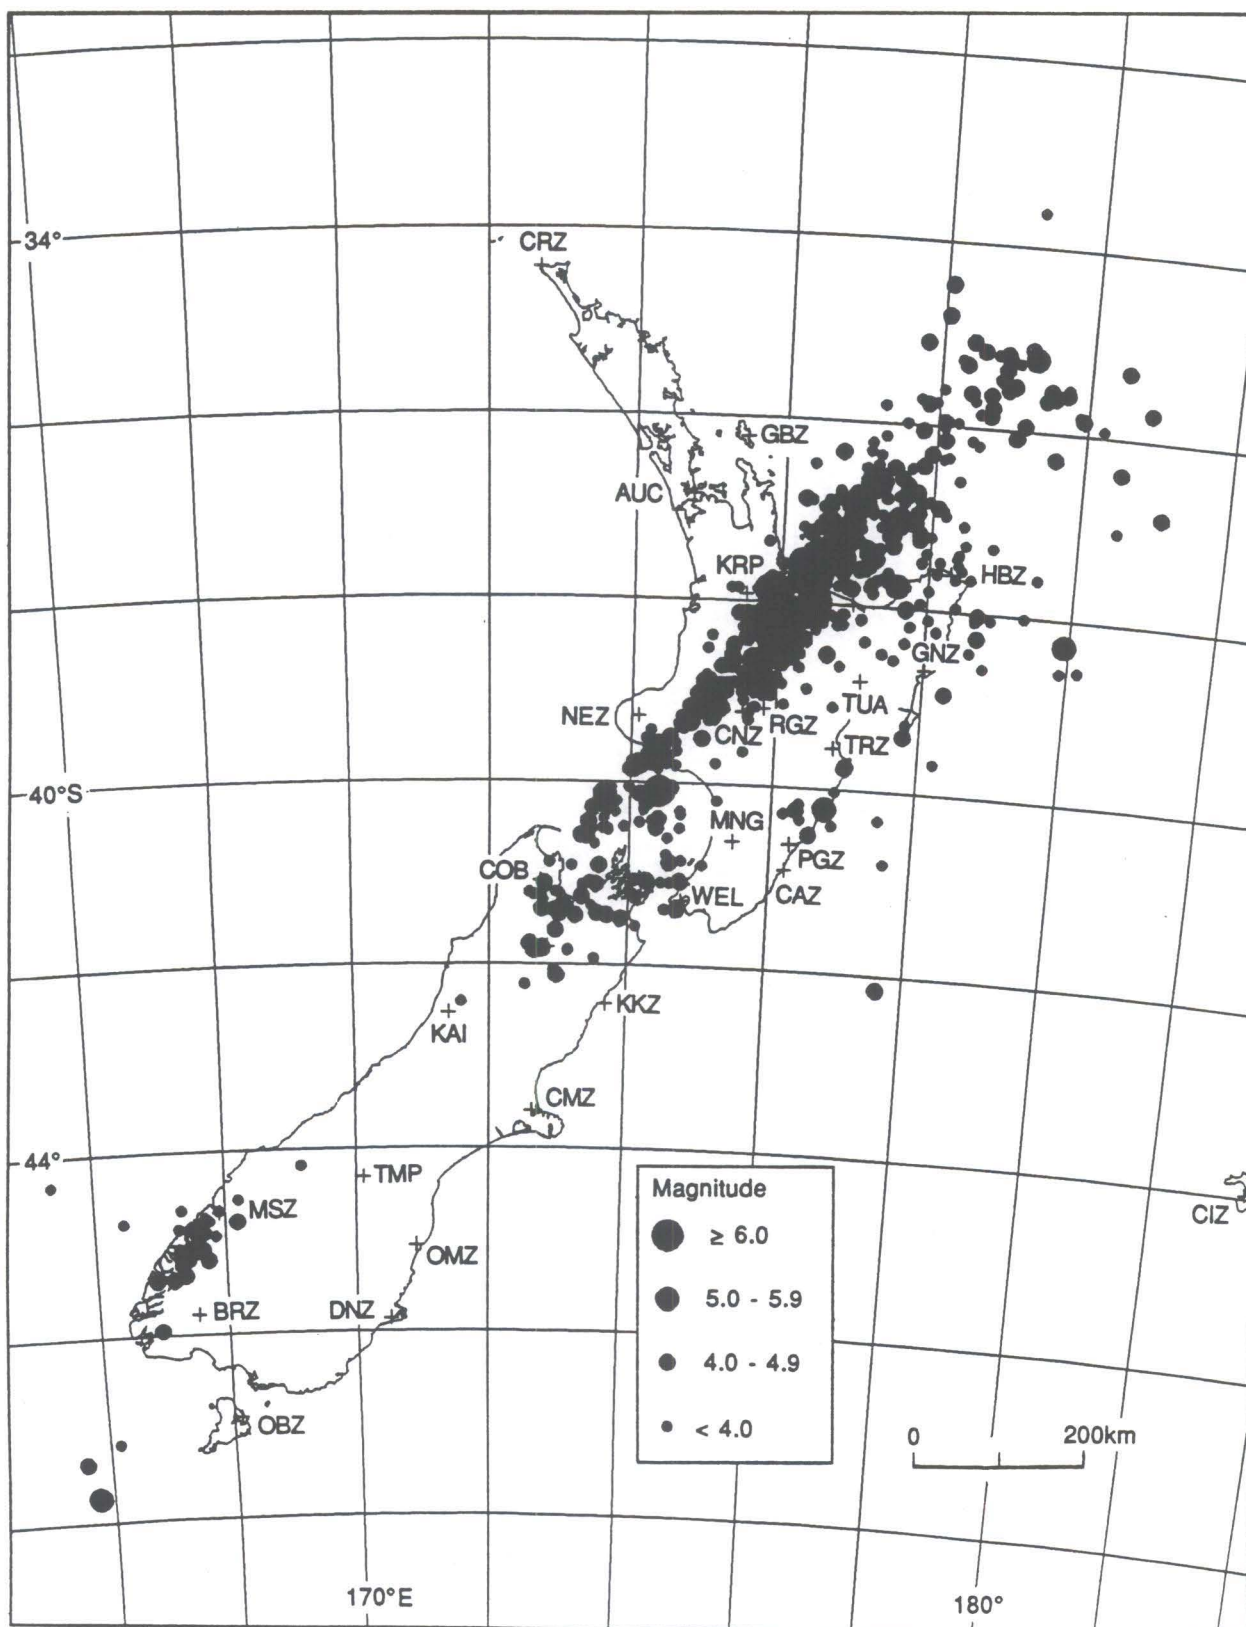 34°
CRZ
GBZ
AUC
KRP
HBZ
GNZ
TUA
NEZ
CNZ
RGZ
TRZ
40°S
MNG
PGZ
COB
WEL
CAZ
KKZ
KAI
CMZ
44°
TMP
MSZ
CIZ
OMZ
BRZ
DNZ
OBZ
Magnitude
≥ 6.0
5.0 - 5.9
4.0 - 4.9
< 4.0
0 200km
170°E
180°